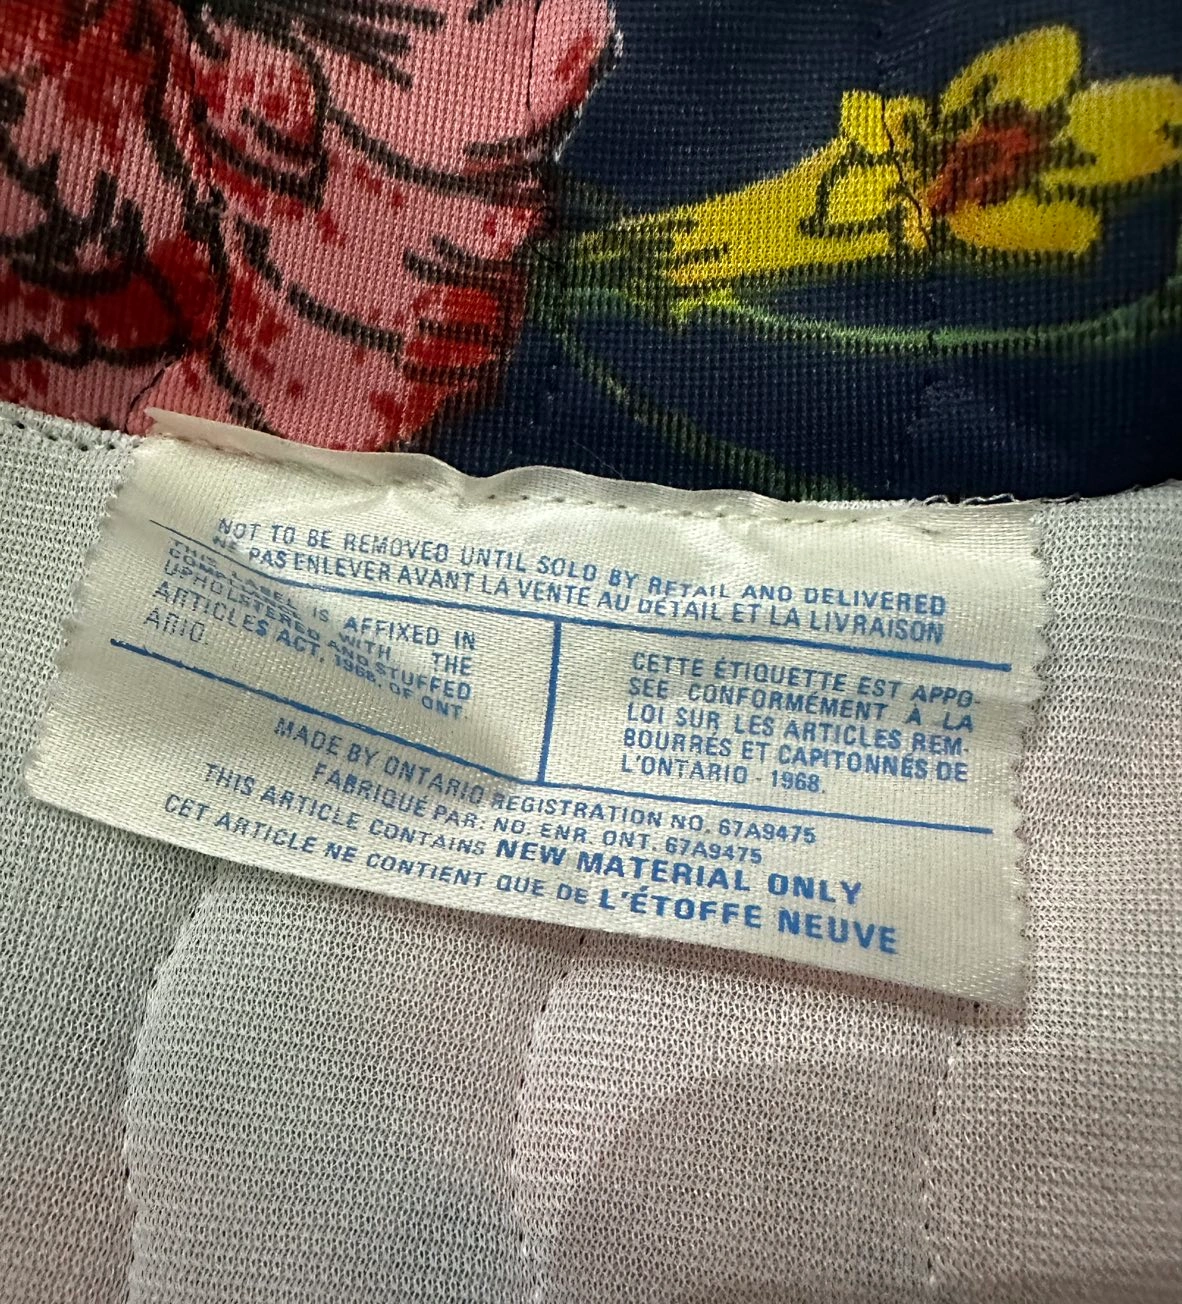 NOT TO BE REMOVED UNTIL SOLD BY RETAIL AND DELIVERED
NE PAS ENLEVER AVANT LA VENTE AU DÉTAIL ET LA LIVRAISON
THIS LABEL IS AFFIXED IN
WITH THE
UPHOLSTERED AND STUFFED
ARTICLES ACT, 1968, OF ONT-
ARIO.
CETTE ÉTIQUETTE EST APPO-
SÉE CONFORMÉMENT À LA
LOI SUR LES ARTICLES REM-
BOURRÉS ET CAPITONNÉS DE
L'ONTARIO - 1968.
MADE BY ONTARIO REGISTRATION NO. 67A9475
FABRIQUÉ PAR: NO. ENR. ONT. 67A9475
THIS ARTICLE CONTAINS NEW MATERIAL ONLY
CET ARTICLE NE CONTIENT QUE DE L'ÉTOFFE NEUVE